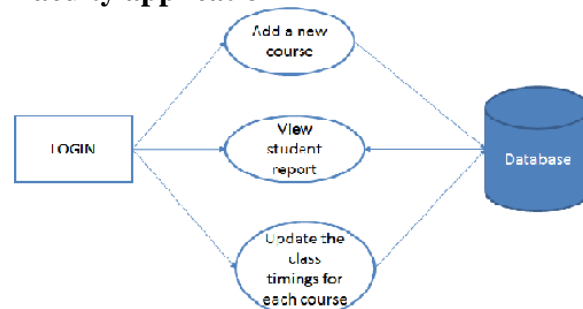 Add a new
course
LOGIN
View
student
report
Database
Update the
class
timings for
each course